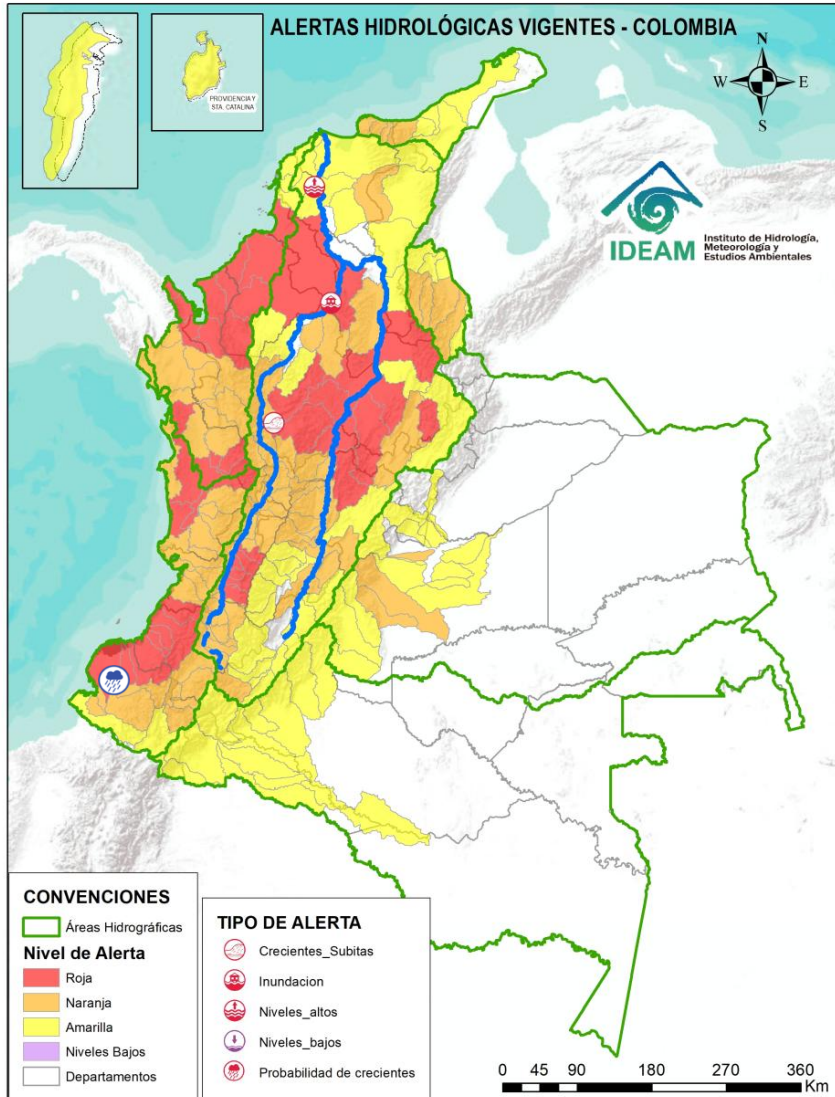 ALERTAS HIDROLÓGICAS VIGENTES - COLOMBIA
PROVIDENCIA Y
STA. CATALINA
N
W
E
S
IDEAM
Instituto de Hidrología,
Meteorología y
Estudios Ambientales
CONVENCIONES
Áreas Hidrográficas
Nivel de Alerta
Roja
Naranja
Amarilla
Niveles Bajos
Departamentos
TIPO DE ALERTA
Crecientes_Subitas
Inundacion
Niveles_altos
Niveles_bajos
Probabilidad de crecientes
0 45 90 180 270 360
Km